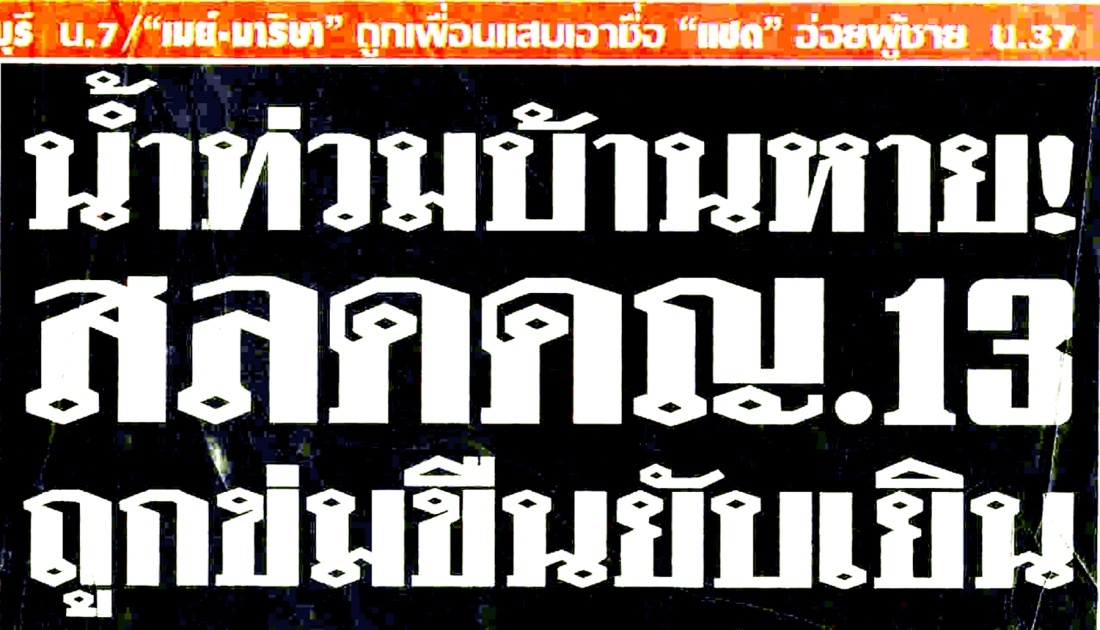 บุรี น.7/“เมย์-มาริษา” ถูกเพื่อนแสบเอาชื่อ “แชด” อ่อยผู้ชาย น.37
น้ำท่วมบ้านหาย!
สลดดญ.13
ถูกข่มขืนยับเยิน